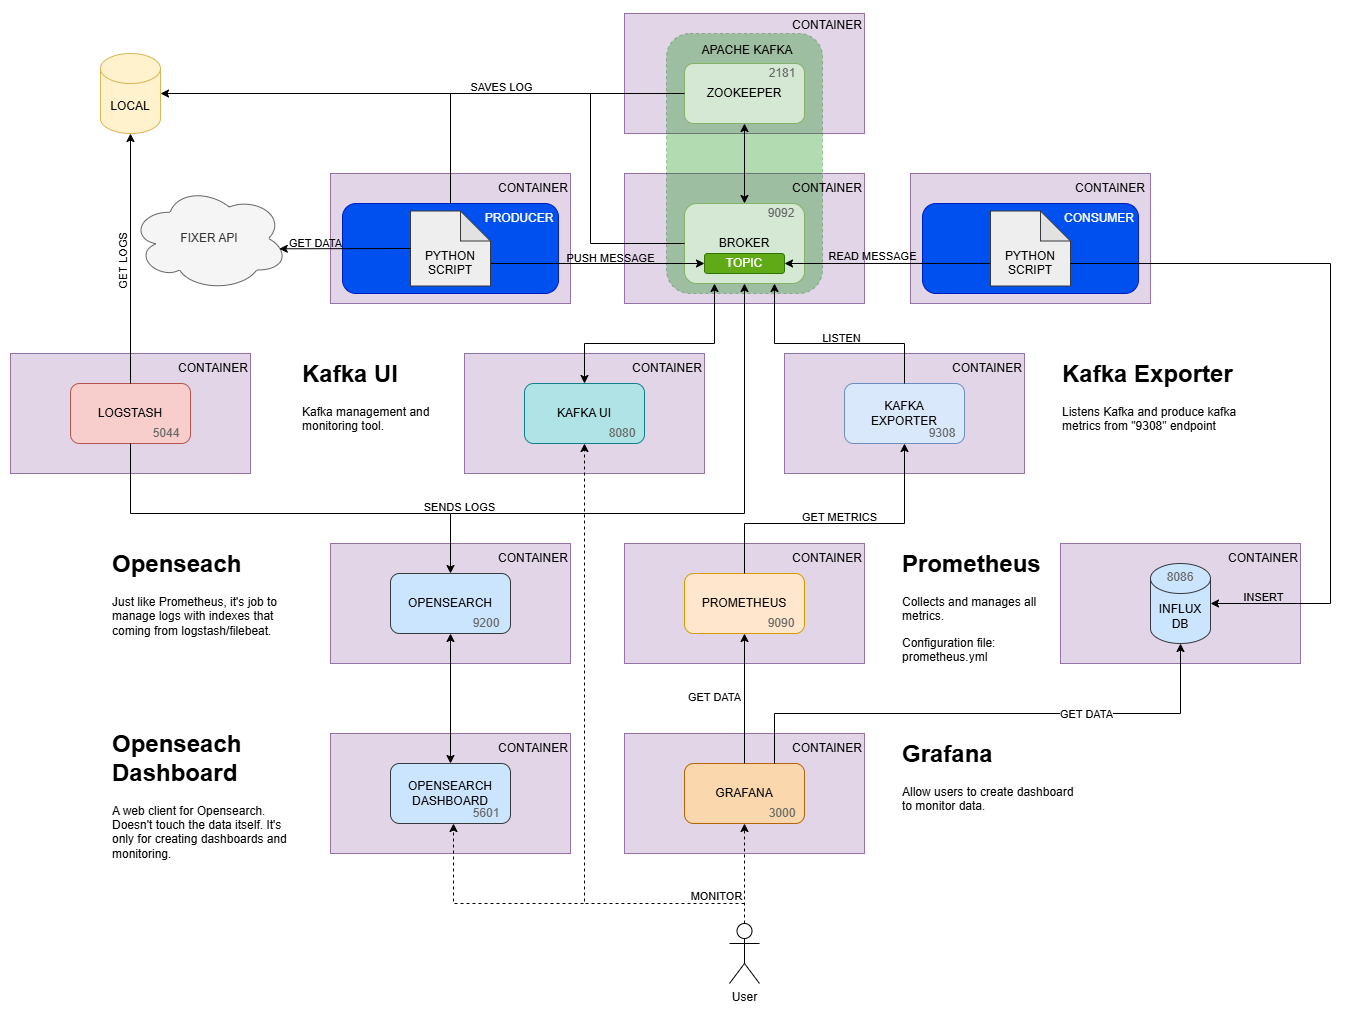 CONTAINER
APACHE KAFKA
2181
ZOOKEEPER
SAVES LOG
LOCAL
CONTAINER
CONTAINER
CONTAINER
PRODUCER
9092
CONSUMER
FIXER API
GET DATA
PYTHON
SCRIPT
BROKER
PUSH MESSAGE
TOPIC
READ MESSAGE
PYTHON
SCRIPT
GET LOGS
LISTEN
CONTAINER
LOGSTASH
5044
Kafka UI
Kafka management and
monitoring tool.
CONTAINER
KAFKA UI
8080
CONTAINER
KAFKA
EXPORTER
9308
Kafka Exporter
Listens Kafka and produce kafka
metrics from "9308" endpoint
SENDS LOGS
GET METRICS
Openseach
Just like Prometheus, it's job to
manage logs with indexes that
coming from logstash/filebeat.
CONTAINER
OPENSEARCH
9200
CONTAINER
PROMETHEUS
9090
Prometheus
Collects and manages all
metrics.
Configuration file:
prometheus.yml
CONTAINER
8086
INFLUX
DB
INSERT
GET DATA
GET DATA
Openseach
Dashboard
A web client for Opensearch.
Doesn't touch the data itself. It's
only for creating dashboards and
monitoring.
CONTAINER
OPENSEARCH
DASHBOARD
5601
CONTAINER
GRAFANA
3000
Grafana
Allow users to create dashboard
to monitor data.
MONITOR
User